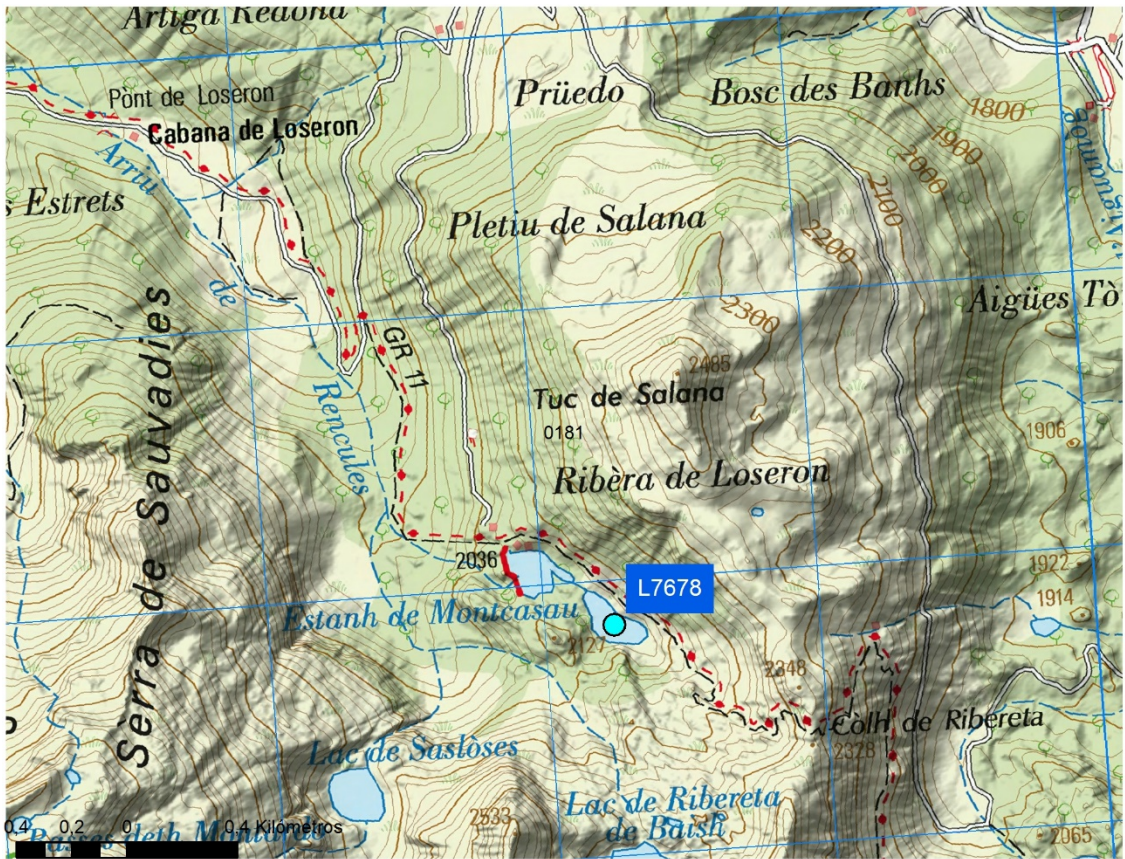 Artiga Redona
Pònt de Loseron
Cabana de Loseron
Prüedo
Bosc des Banhs
1800
1900
2000
2100
2200
2300
Arriu
de
Rencules
s Estrets
Pletiu de Salana
Aigües Tò
GR 11
2485
Tuc de Salana
0181
1906
Ribèra de Loseron
Sèrra de Sauvadies
2036
L7678
1922
1914
Estanh de Montcasau
2127
2348
Còlh de Ribereta
2328
Lac de Saslòses
2533
Lac de Ribereta
de Baish
2065
0,4 0,2 0 0,4 Kilómetros